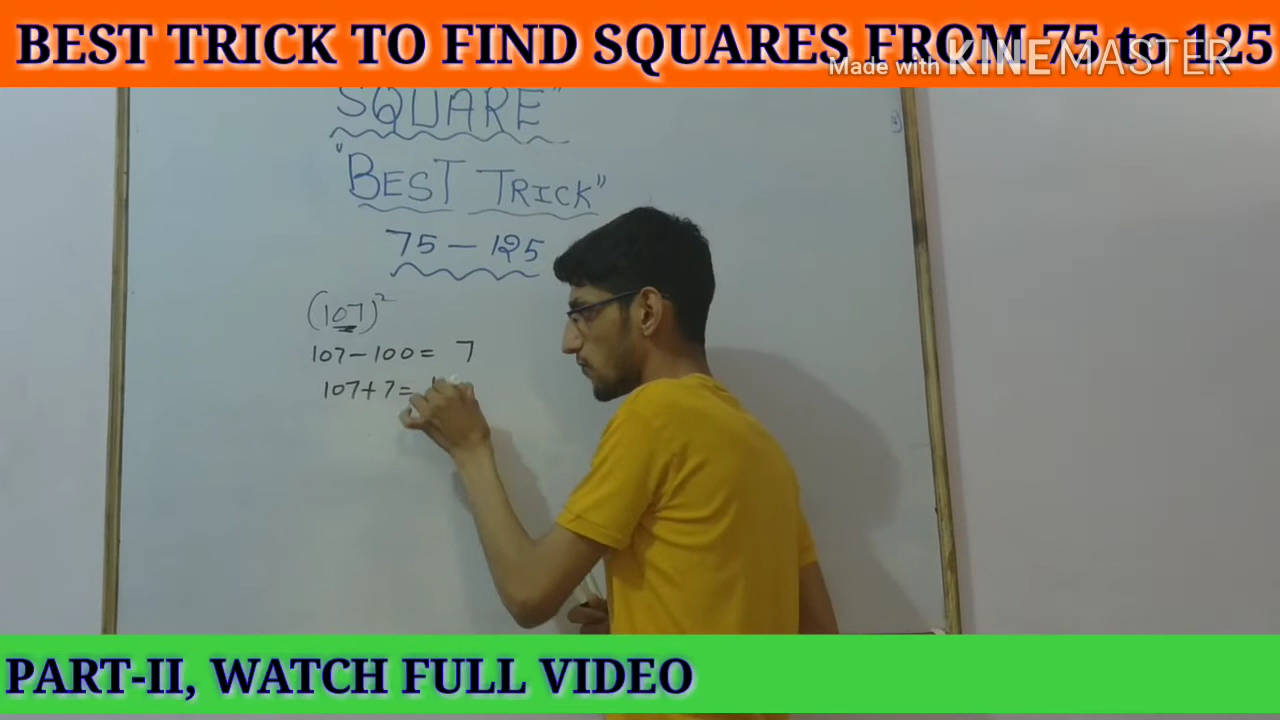 BEST TRICK TO FIND SQUARES FROM 75 to 125
Made with KINEMASTER
SQUARE"
"BEST TRICK"
75 – 125
(107)²
107 – 100 = 7
107 + 7 =
PART-II, WATCH FULL VIDEO